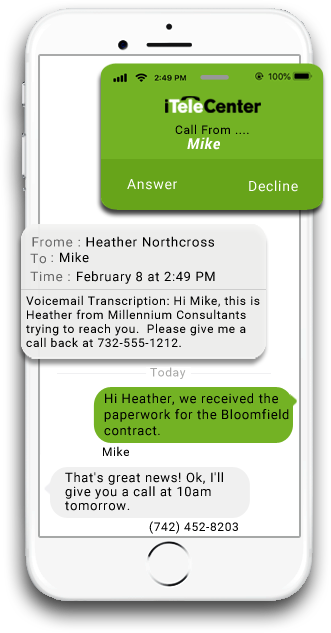 2:49 PM 100%
iTeleCenter
Call From ....
Mike
Answer Decline
Frome : Heather Northcross
To : Mike
Time : February 8 at 2:49 PM
Voicemail Transcription: Hi Mike, this is
Heather from Millennium Consultants
trying to reach you. Please give me a
call back at 732-555-1212.
Today
Hi Heather, we received the
paperwork for the Bloomfield
contract.
Mike
That's great news! Ok, I'll
give you a call at 10am
tomorrow.
(742) 452-8203